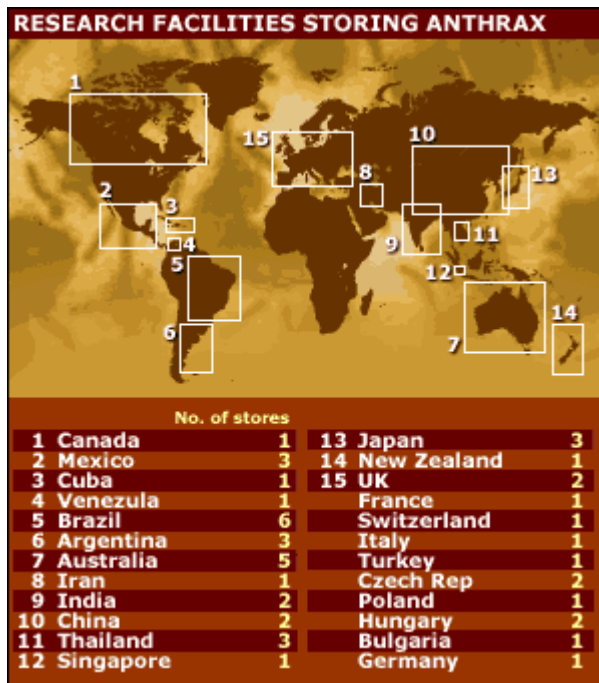 RESEARCH FACILITIES STORING ANTHRAX
1
15
10
8
13
2
3
4
9
11
5
12
6
7
14
No. of stores
1 Canada 1
2 Mexico 3
3 Cuba 1
4 Venezula 1
5 Brazil 6
6 Argentina 3
7 Australia 5
8 Iran 1
9 India 2
10 China 2
11 Thailand 3
12 Singapore 1
13 Japan 3
14 New Zealand 1
15 UK 2
France 1
Switzerland 1
Italy 1
Turkey 1
Czech Rep 2
Poland 1
Hungary 2
Bulgaria 1
Germany 1